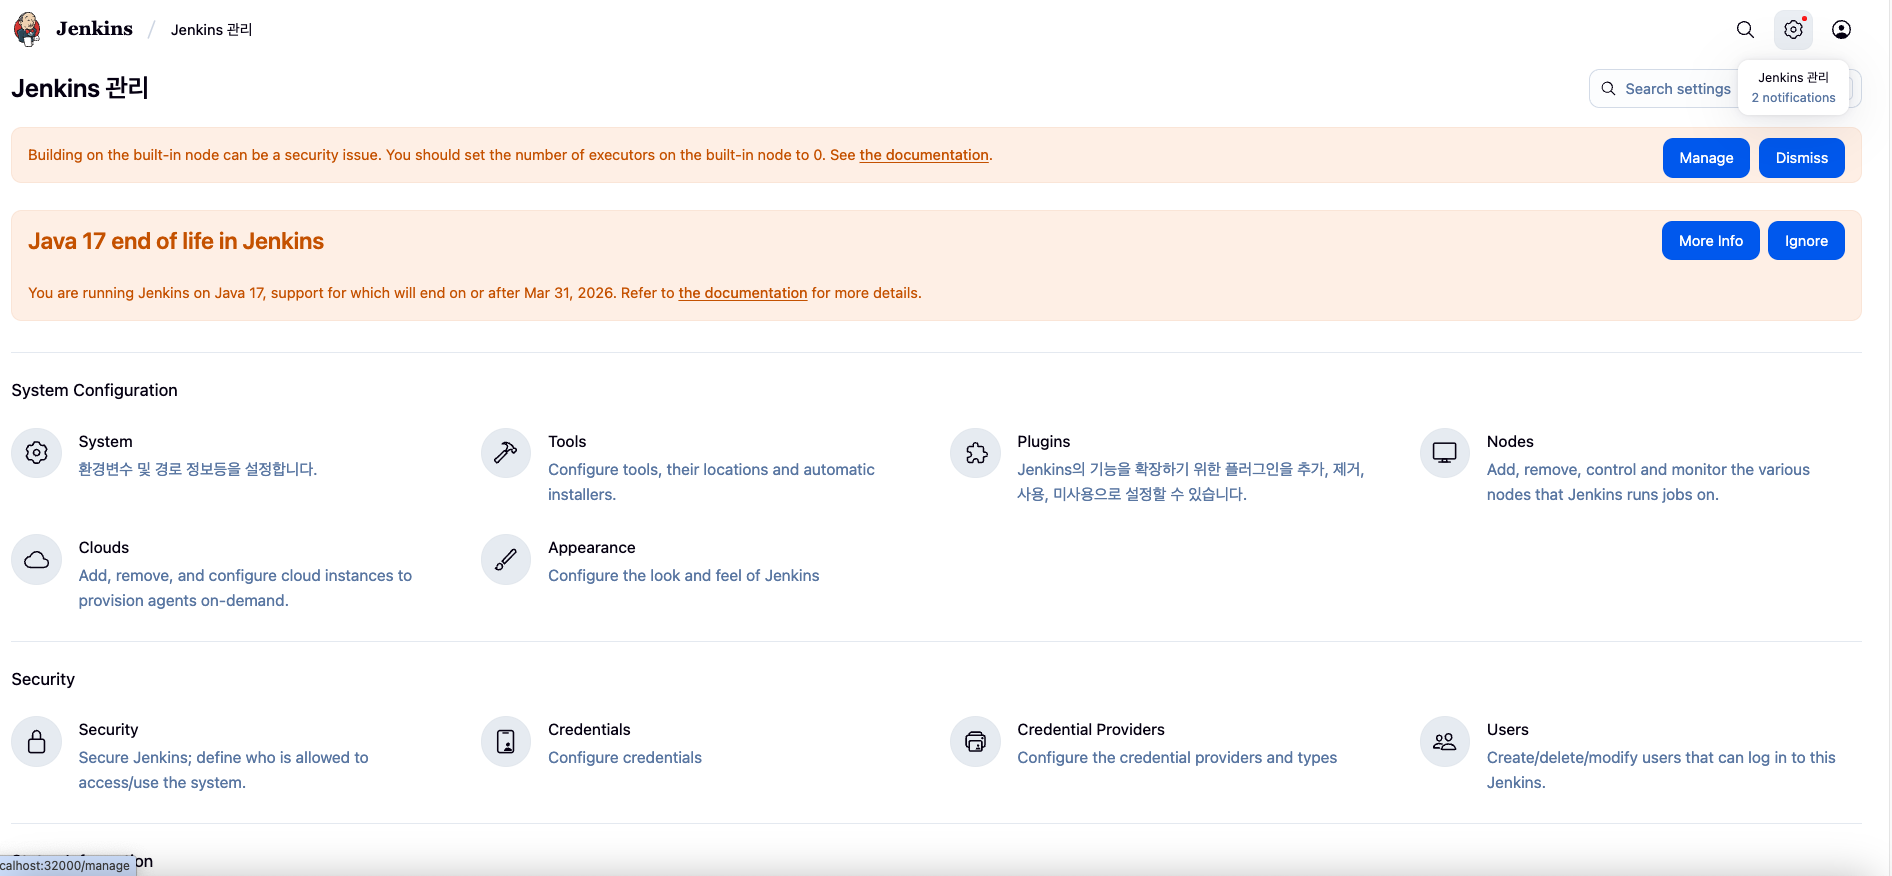 Jenkins / Jenkins 관리
Jenkins 관리
Search settings
Jenkins 관리
2 notifications
Building on the built-in node can be a security issue. You should set the number of executors on the built-in node to 0. See the documentation.
Manage
Dismiss
Java 17 end of life in Jenkins
More Info
Ignore
You are running Jenkins on Java 17, support for which will end on or after Mar 31, 2026. Refer to the documentation for more details.
System Configuration
System
환경변수 및 경로 정보등을 설정합니다.
Tools
Configure tools, their locations and automatic
installers.
Plugins
Jenkins의 기능을 확장하기 위한 플러그인을 추가, 제거,
사용, 미사용으로 설정할 수 있습니다.
Nodes
Add, remove, control and monitor the various
nodes that Jenkins runs jobs on.
Clouds
Add, remove, and configure cloud instances to
provision agents on-demand.
Appearance
Configure the look and feel of Jenkins
Security
Security
Secure Jenkins; define who is allowed to
access/use the system.
Credentials
Configure credentials
Credential Providers
Configure the credential providers and types
Users
Create/delete/modify users that can log in to this
Jenkins.
calhost:32000/manage